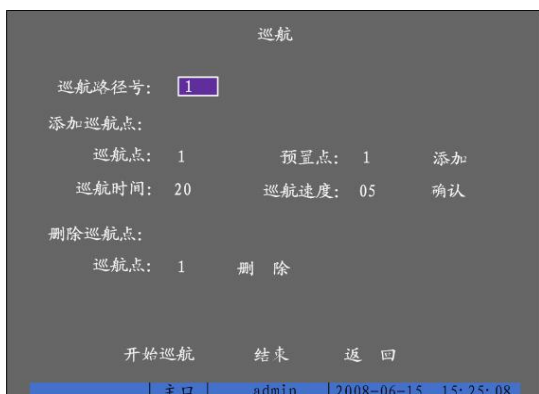 巡航
巡航路径号: 1
添加巡航点:
巡航点: 1 预置点: 1 添加
巡航时间: 20 巡航速度: 05 确认
删除巡航点:
巡航点: 1 删 除
开始巡航 结束 返 回
主口 admin 2008-06-15 15:25:08